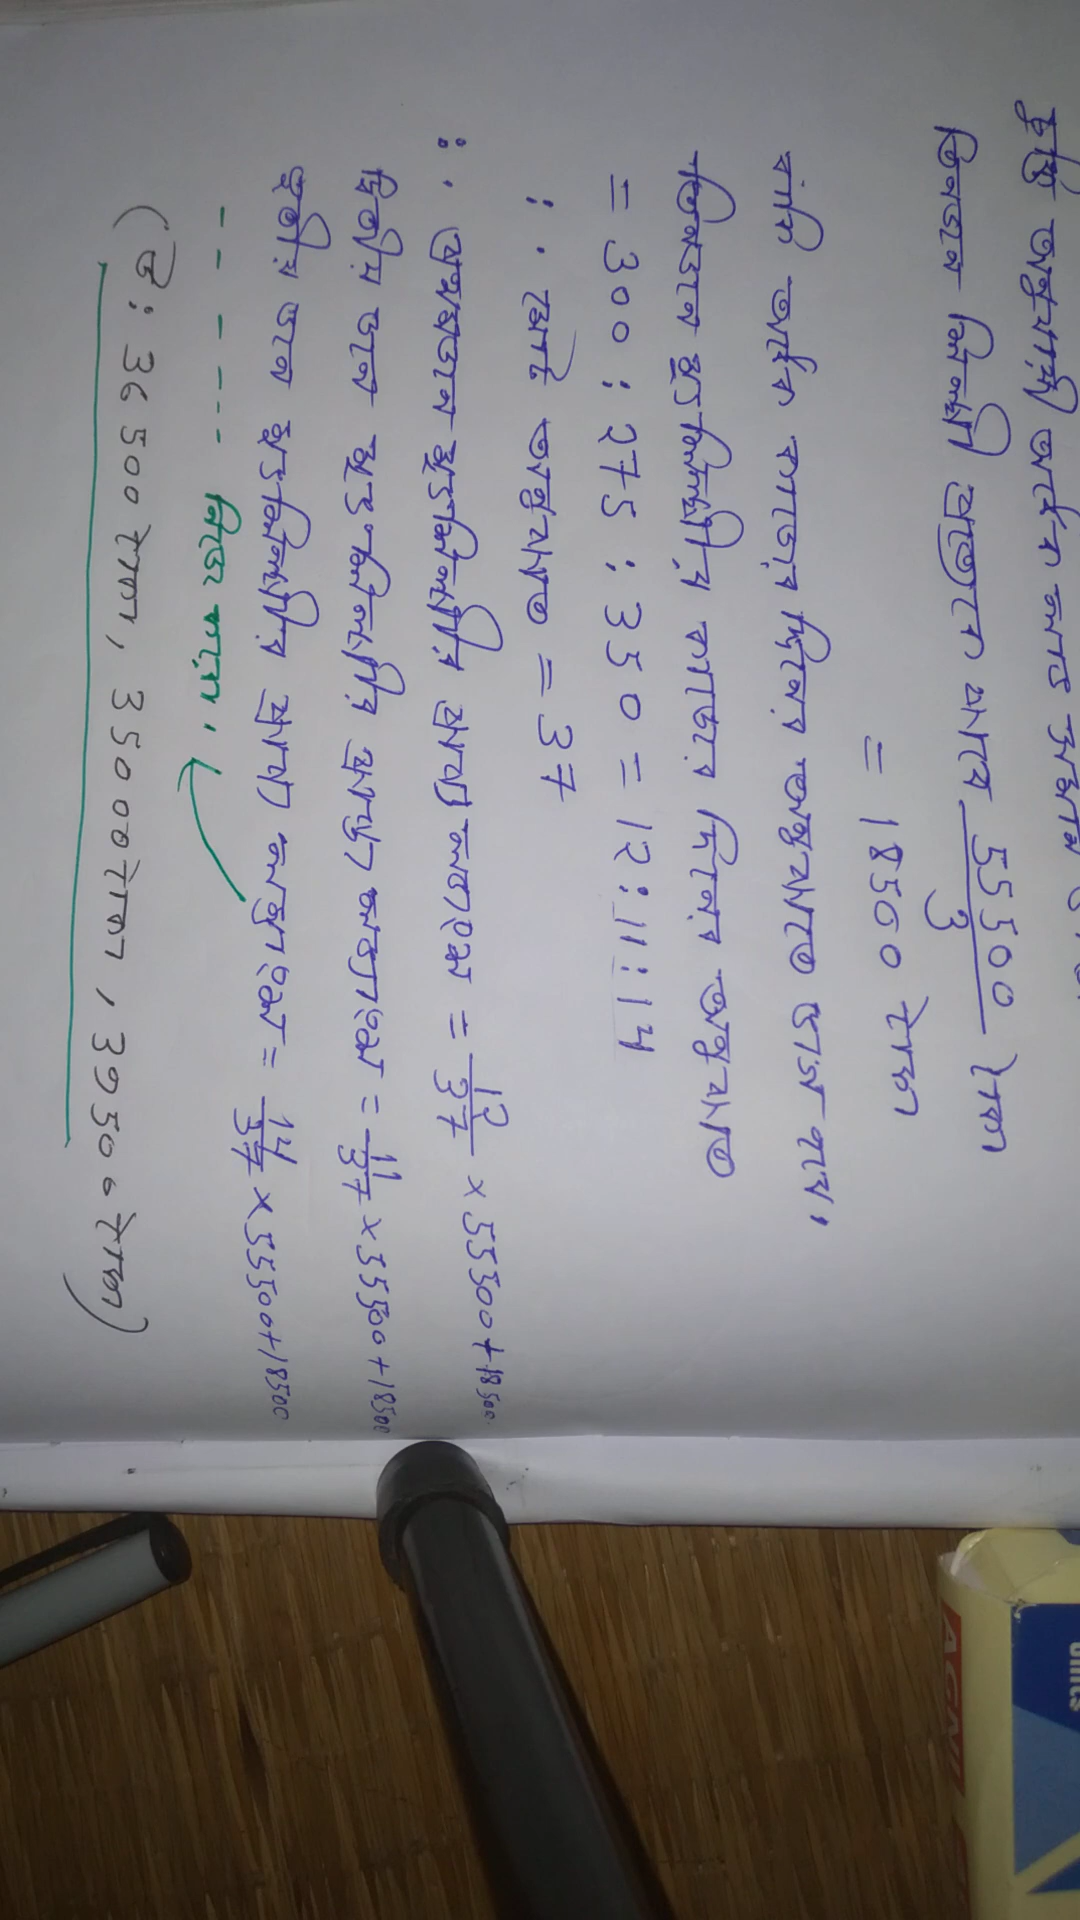 চুক্তি অনুযায়ী অর্ধেক লাভ সমান
তিনজন মিস্ত্রী প্রত্যেকে পাবে 55500/3 টাকা
= 18500 টাকা
বাকি অর্ধেক কাজের দিনের অনুপাতে ভাগ হবে।
তিনজন ছুতোর মিস্ত্রীর কাজের দিনের অনুপাত
= 300 : 275 : 350 = 12 : 11 : 14
∴ মোট অনুপাত = 37
∴ প্রথমজন ছুতোর মিস্ত্রীর প্রাপ্য লভ্যাংশ = 12/37 × 55500 + 18500
দ্বিতীয় জন ছুতোর মিস্ত্রীর প্রাপ্য লভ্যাংশ = 11/37 × 55500 + 18500
তৃতীয় জন ছুতোর মিস্ত্রীর প্রাপ্য লভ্যাংশ = 14/37 × 55500 + 18500
- - - - - - নিজে করো।
(উঃ 36500 টাকা, 35000 টাকা, 39500 টাকা)
units
AGNI